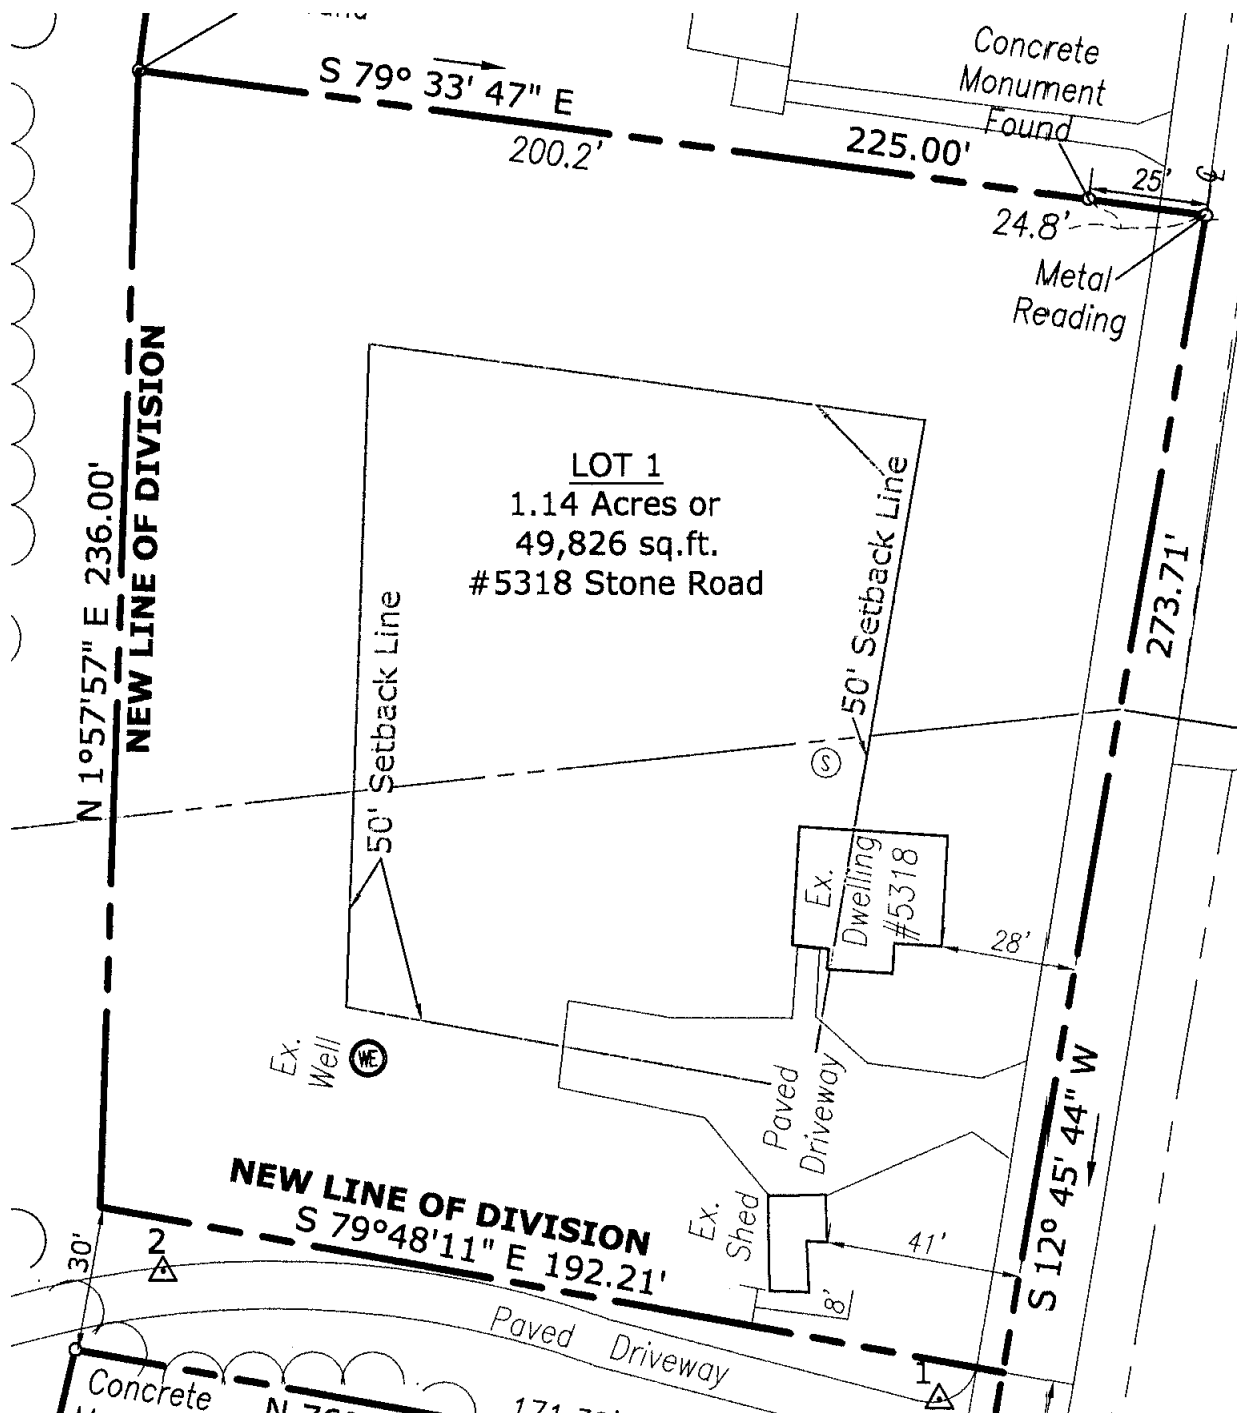 Concrete
Monument
Found
S 79° 33' 47" E
200.2'
225.00'
25'
24.8'
Metal
Reading
NEW LINE OF DIVISION
N 1°57'57" E 236.00'
LOT 1
1.14 Acres or
49,826 sq.ft.
#5318 Stone Road
50' Setback Line
50' Setback Line
273.71'
S
Ex.
Dwelling
#5318
28'
Ex.
Well
WE
Paved
Driveway
S 12° 45' 44" W
NEW LINE OF DIVISION
S 79°48'11" E 192.21'
Ex.
Shed
41'
8'
30'
2
Paved Driveway
1
Concrete